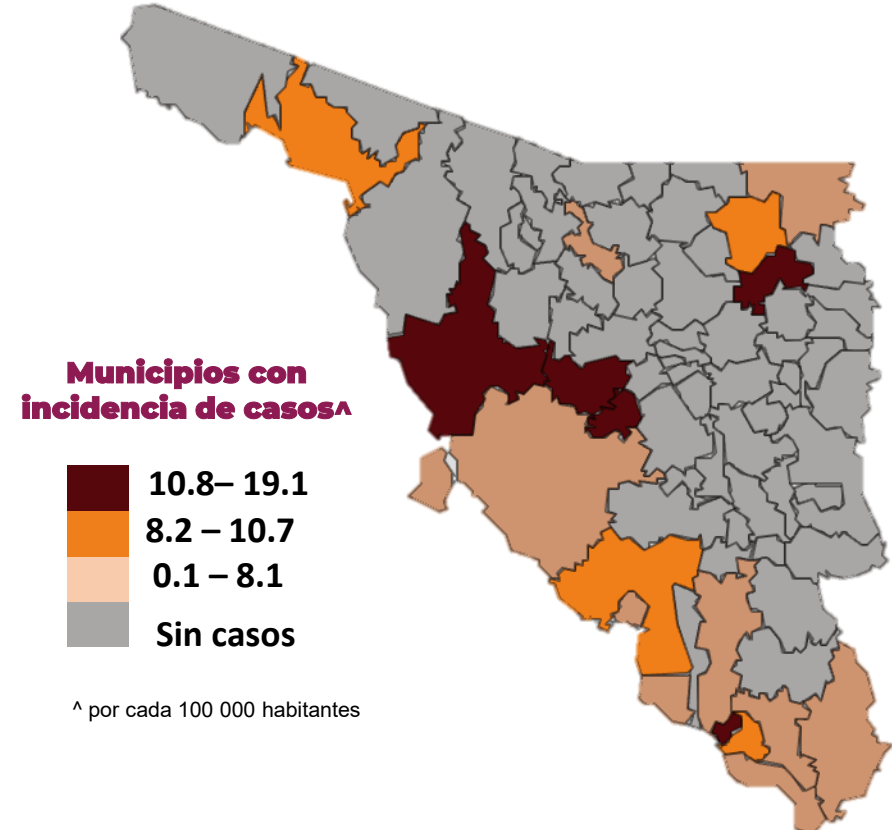 Municipios con
incidencia de casos^
10.8– 19.1
8.2 – 10.7
0.1 – 8.1
Sin casos
^ por cada 100 000 habitantes